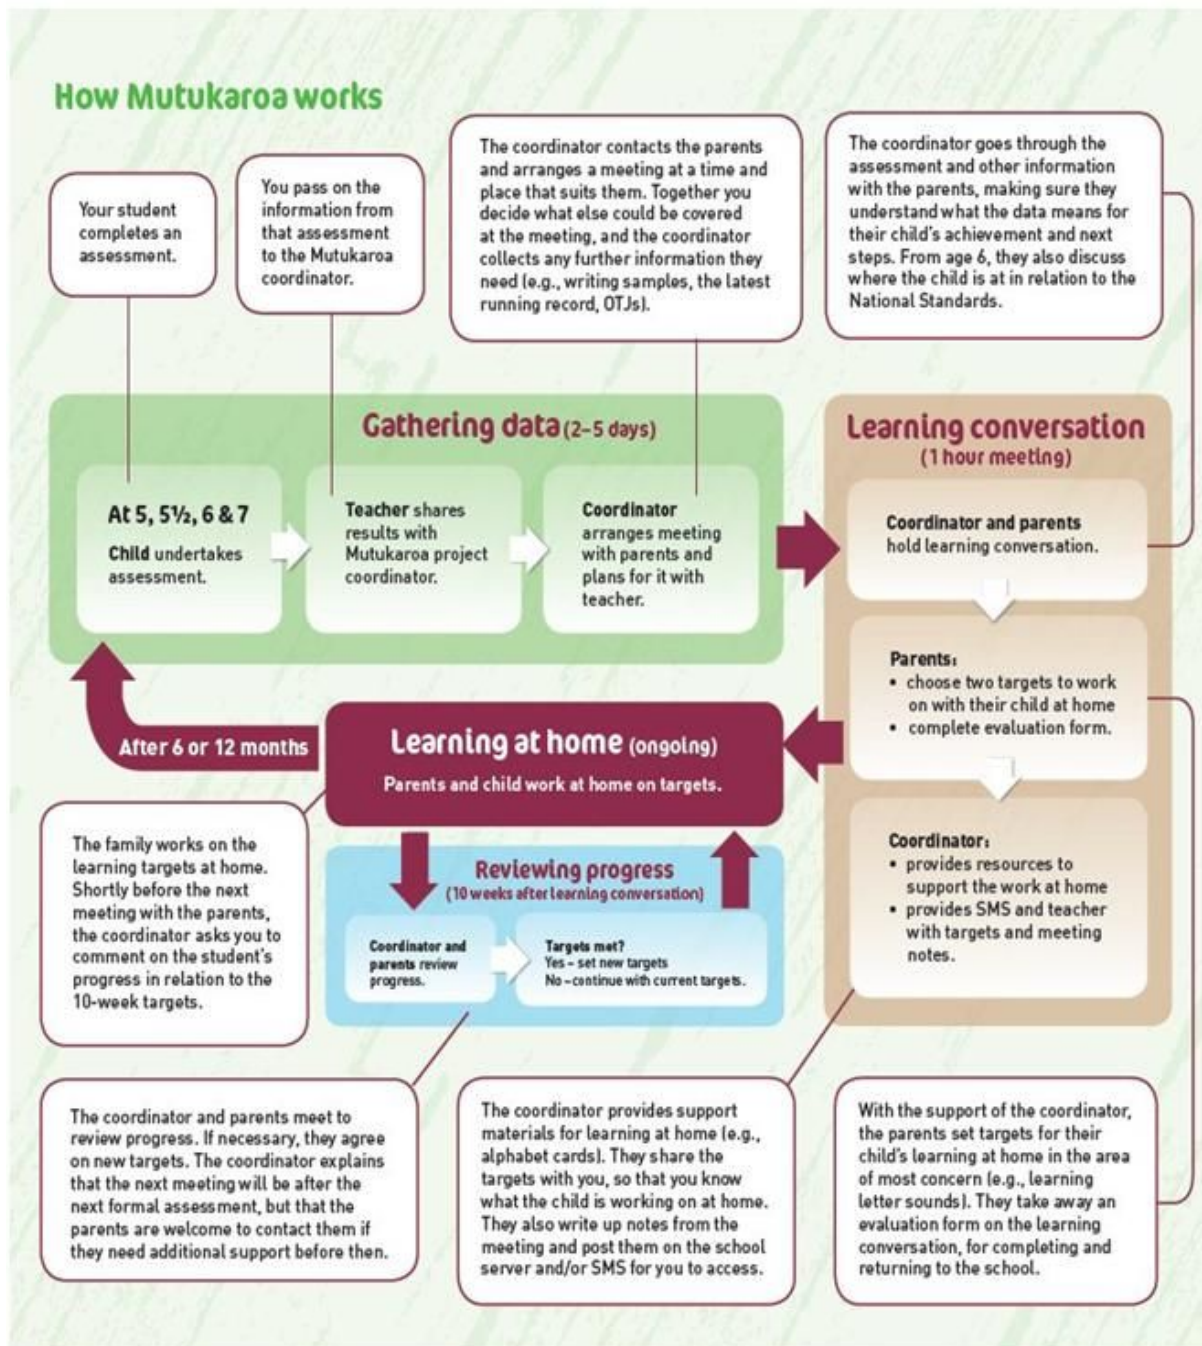 How Mutukaroa works
Your student
completes an
assessment.
You pass on the
information from
that assessment
to the Mutukaroa
coordinator.
The coordinator contacts the parents
and arranges a meeting at a time and
place that suits them. Together you
decide what else could be covered
at the meeting, and the coordinator
collects any further information they
need (e.g., writing samples, the latest
running record, OTJs).
The coordinator goes through the
assessment and other information
with the parents, making sure they
understand what the data means for
their child's achievement and next
steps. From age 6, they also discuss
where the child is at in relation to the
National Standards.
Gathering data (2–5 days)
At 5, 5½, 6 & 7
Child undertakes
assessment.
Teacher shares
results with
Mutukaroa project
coordinator.
Coordinator
arranges meeting
with parents and
plans for it with
teacher.
Learning conversation
(1 hour meeting)
Coordinator and parents
hold learning conversation.
Parents:
• choose two targets to work
on with their child at home
• complete evaluation form.
Coordinator:
• provides resources to
support the work at home
• provides SMS and teacher
with targets and meeting
notes.
Learning at home (ongoing)
Parents and child work at home on targets.
After 6 or 12 months
Reviewing progress
(10 weeks after learning conversation)
Coordinator and
parents review
progress.
Targets met?
Yes – set new targets
No – continue with current targets.
The family works on the
learning targets at home.
Shortly before the next
meeting with the parents,
the coordinator asks you to
comment on the student's
progress in relation to the
10-week targets.
The coordinator and parents meet to
review progress. If necessary, they agree
on new targets. The coordinator explains
that the next meeting will be after the
next formal assessment, but that the
parents are welcome to contact them if
they need additional support before then.
The coordinator provides support
materials for learning at home (e.g.,
alphabet cards). They share the
targets with you, so that you know
what the child is working on at home.
They also write up notes from the
meeting and post them on the school
server and/or SMS for you to access.
With the support of the coordinator,
the parents set targets for their
child's learning at home in the area
of most concern (e.g., learning
letter sounds). They take away an
evaluation form on the learning
conversation, for completing and
returning to the school.